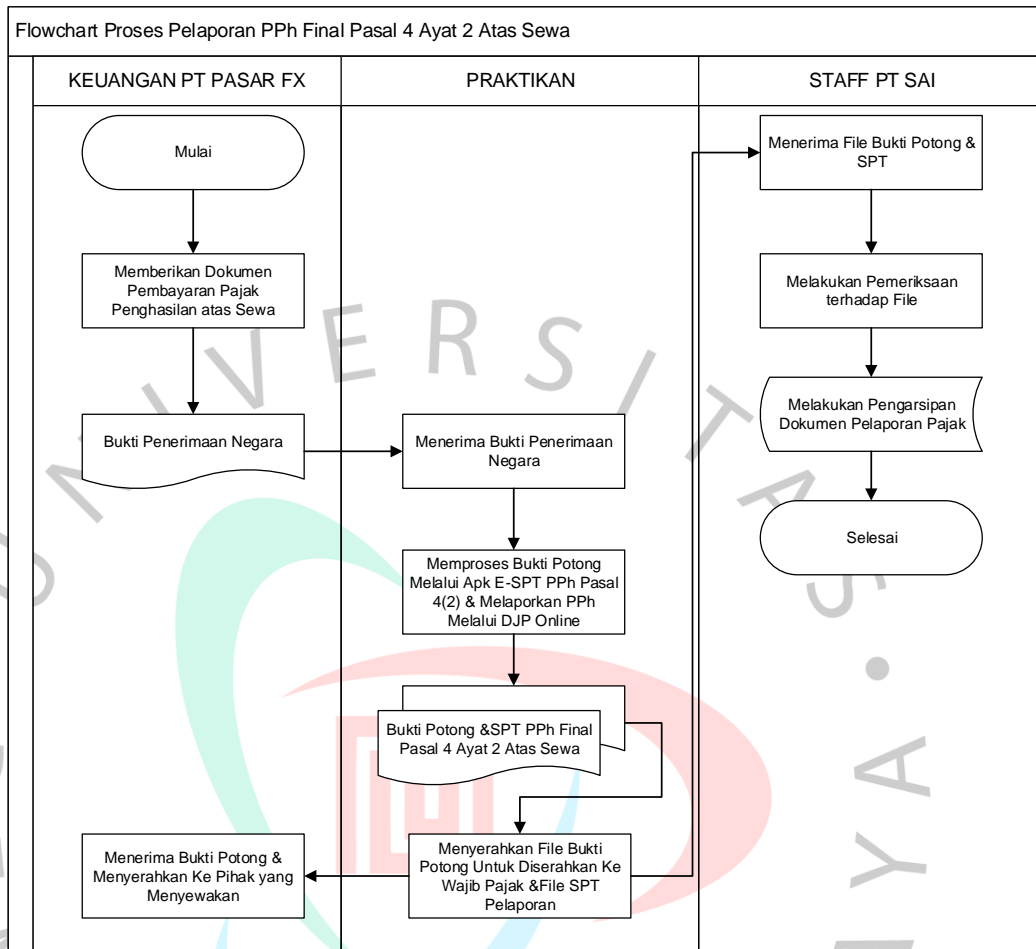 Flowchart Proses Pelaporan PPh Final Pasal 4 Ayat 2 Atas Sewa
KEUANGAN PT PASAR FX
PRAKTIKAN
STAFF PT SAI
Mulai
Memberikan Dokumen
Pembayaran Pajak
Penghasilan atas Sewa
Bukti Penerimaan Negara
Menerima Bukti Penerimaan
Negara
Memproses Bukti Potong
Melalui Apk E-SPT PPh Pasal
4(2) & Melaporkan PPh
Melalui DJP Online
Bukti Potong &SPT PPh Final
Pasal 4 Ayat 2 Atas Sewa
Menyerahkan File Bukti
Potong Untuk Diserahkan Ke
Wajib Pajak &File SPT
Pelaporan
Menerima Bukti Potong &
Menyerahkan Ke Pihak yang
Menyewakan
Menerima File Bukti Potong &
SPT
Melakukan Pemeriksaan
terhadap File
Melakukan Pengarsipan
Dokumen Pelaporan Pajak
Selesai
UNIVERSITAS